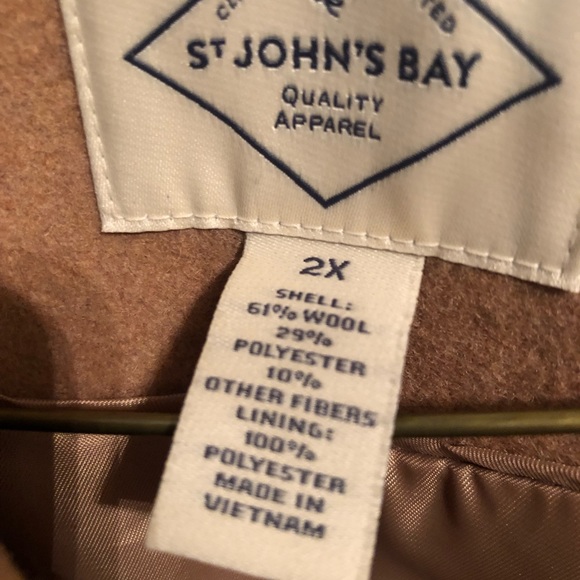 ST JOHN'S BAY
QUALITY
APPAREL
2X
SHELL:
61% WOOL
29%
POLYESTER
10%
OTHER FIBERS
LINING:
100%
POLYESTER
MADE IN
VIETNAM